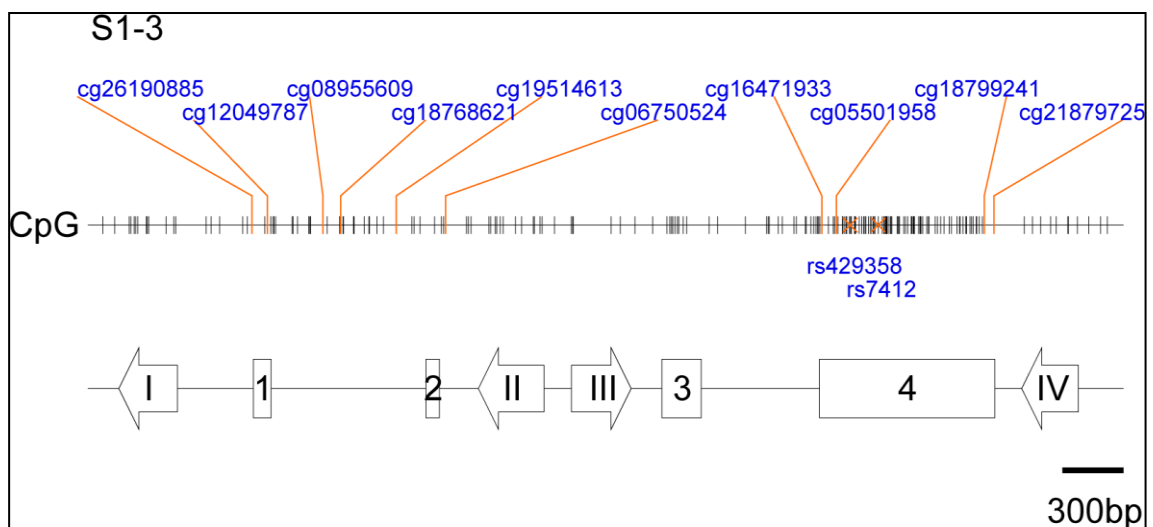 S1-3
cg26190885 cg08955609 cg19514613 cg16471933 cg18799241
cg12049787 cg18768621 cg06750524 cg05501958 cg21879725
CpG
rs429358
rs7412
I 1 2 II III 3 4 IV
300bp